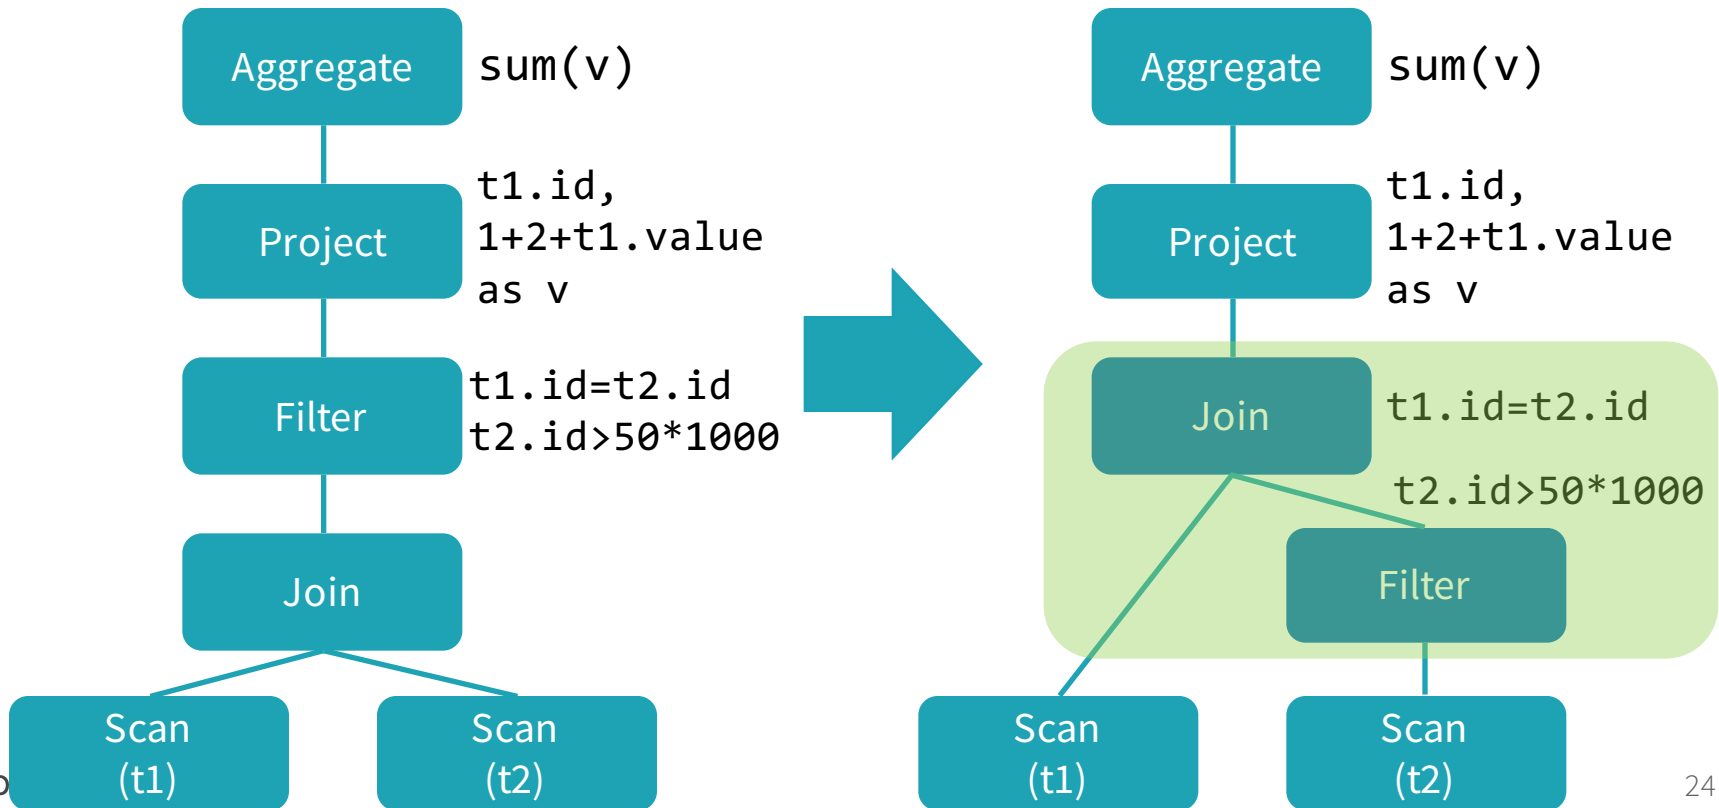 Aggregate
sum(v)
Project
t1.id,
1+2+t1.value
as v
Filter
t1.id=t2.id
t2.id>50*1000
Join
Scan
(t1)
Scan
(t2)
Aggregate
sum(v)
Project
t1.id,
1+2+t1.value
as v
Join
t1.id=t2.id
t2.id>50*1000
Filter
Scan
(t1)
Scan
(t2)
24